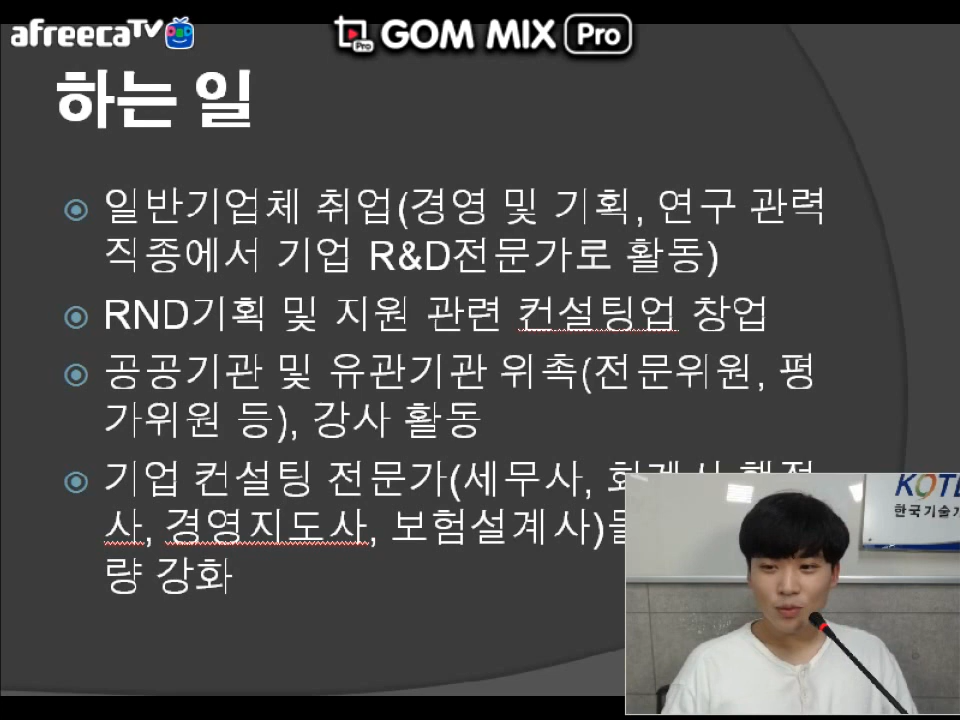 afreecaTV
GOM MIX Pro
하는 일
일반기업체 취업(경영 및 기획, 연구 관력
직종에서 기업 R&D전문가로 활동)
RND기획 및 지원 관련 컨설팅업 창업
공공기관 및 유관기관 위촉(전문위원, 평
가위원 등), 강사 활동
기업 컨설팅 전문가(세무사, 회계사 행정
사, 경영지도사, 보험설계사)
량 강화
한국기술